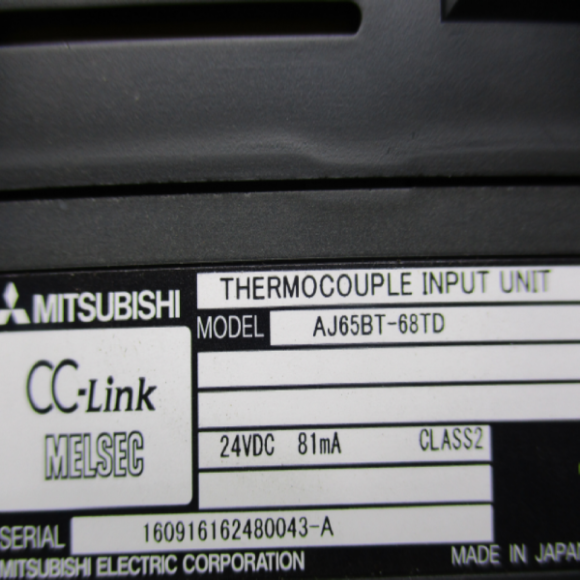 THERMOCOUPLE INPUT UNIT
MITSUBISHI
MODEL AJ65BT-68TD
CC-Link
MELSEC
24VDC 81mA CLASS2
SERIAL 160916162480043-A
MITSUBISHI ELECTRIC CORPORATION MADE IN JAPAN